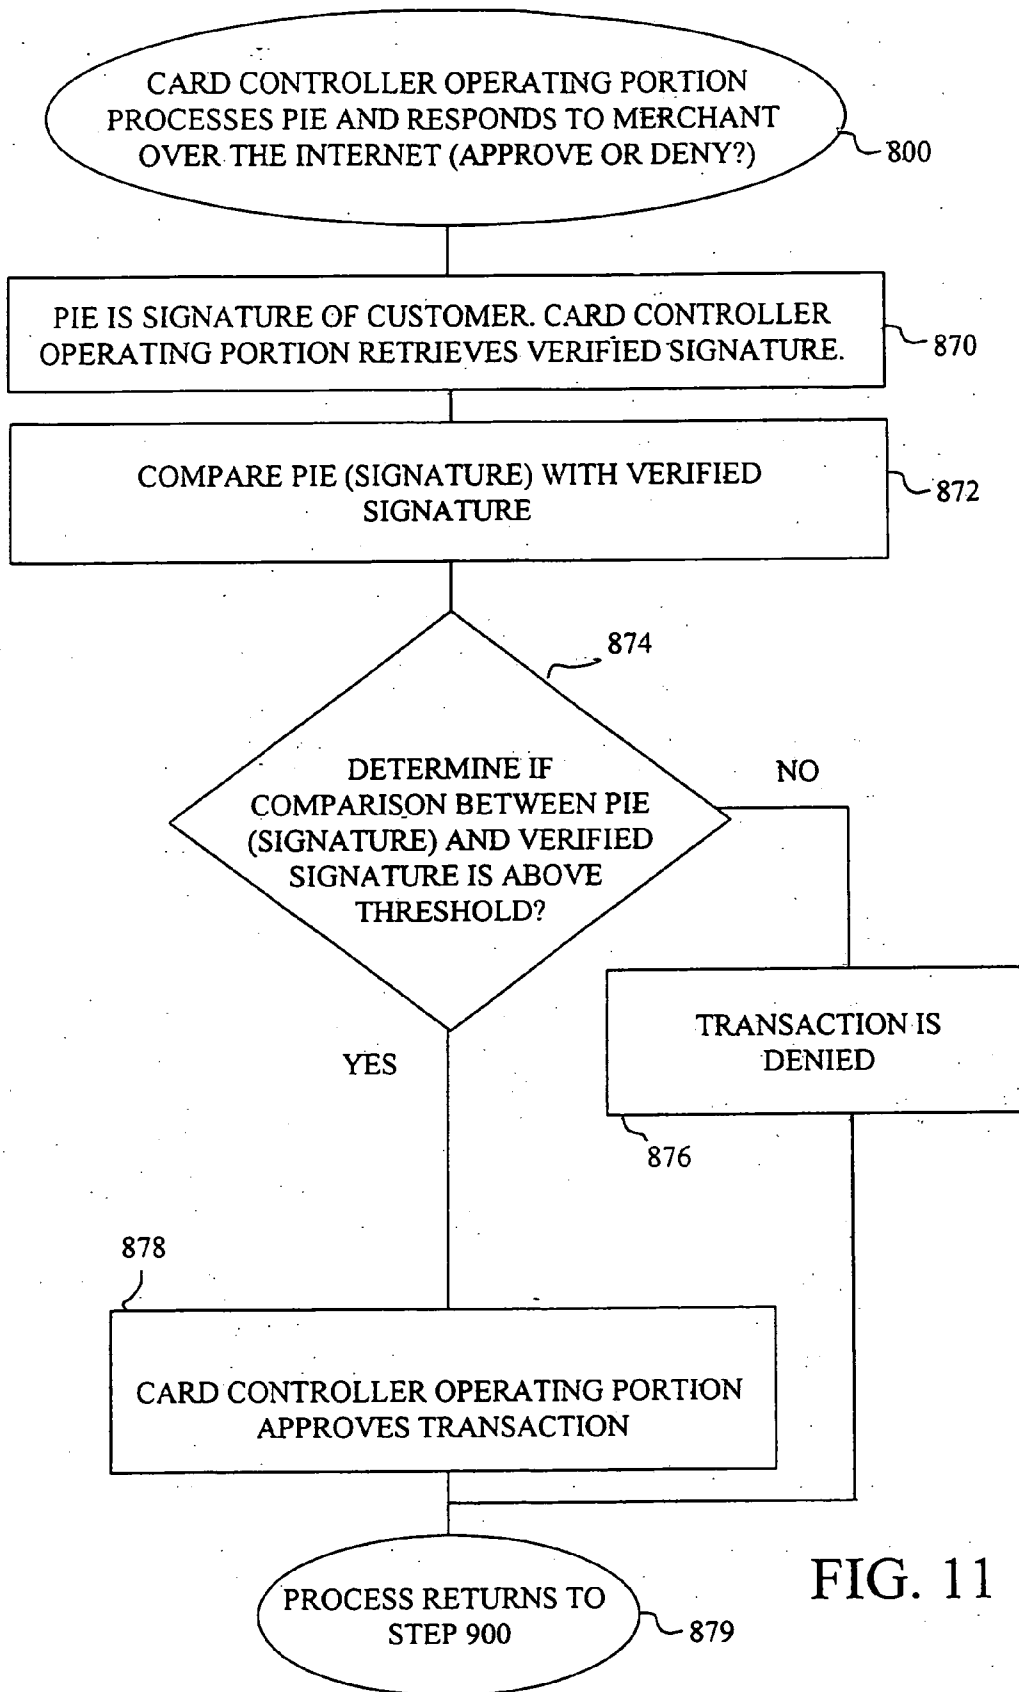 CARD CONTROLLER OPERATING PORTION
PROCESSES PIE AND RESPONDS TO MERCHANT
OVER THE INTERNET (APPROVE OR DENY?)
800
PIE IS SIGNATURE OF CUSTOMER. CARD CONTROLLER
OPERATING PORTION RETRIEVES VERIFIED SIGNATURE.
870
COMPARE PIE (SIGNATURE) WITH VERIFIED
SIGNATURE
872
874
DETERMINE IF
COMPARISON BETWEEN PIE
(SIGNATURE) AND VERIFIED
SIGNATURE IS ABOVE
THRESHOLD?
NO
TRANSACTION IS
DENIED
876
YES
878
CARD CONTROLLER OPERATING PORTION
APPROVES TRANSACTION
PROCESS RETURNS TO
STEP 900
879
FIG. 11